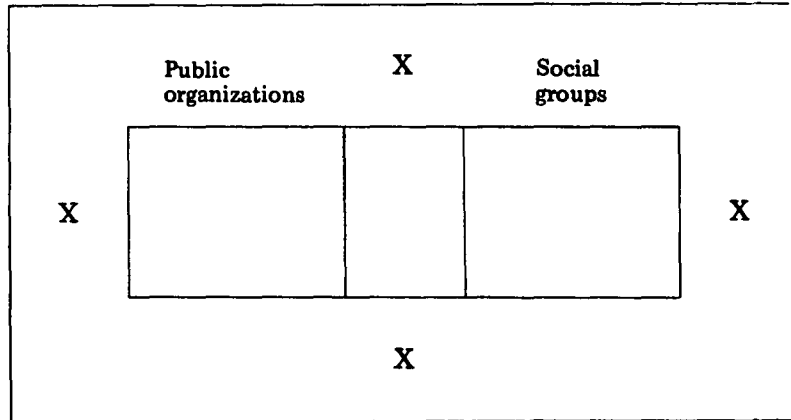 Public
organizations
X
Social
groups
X
X
X